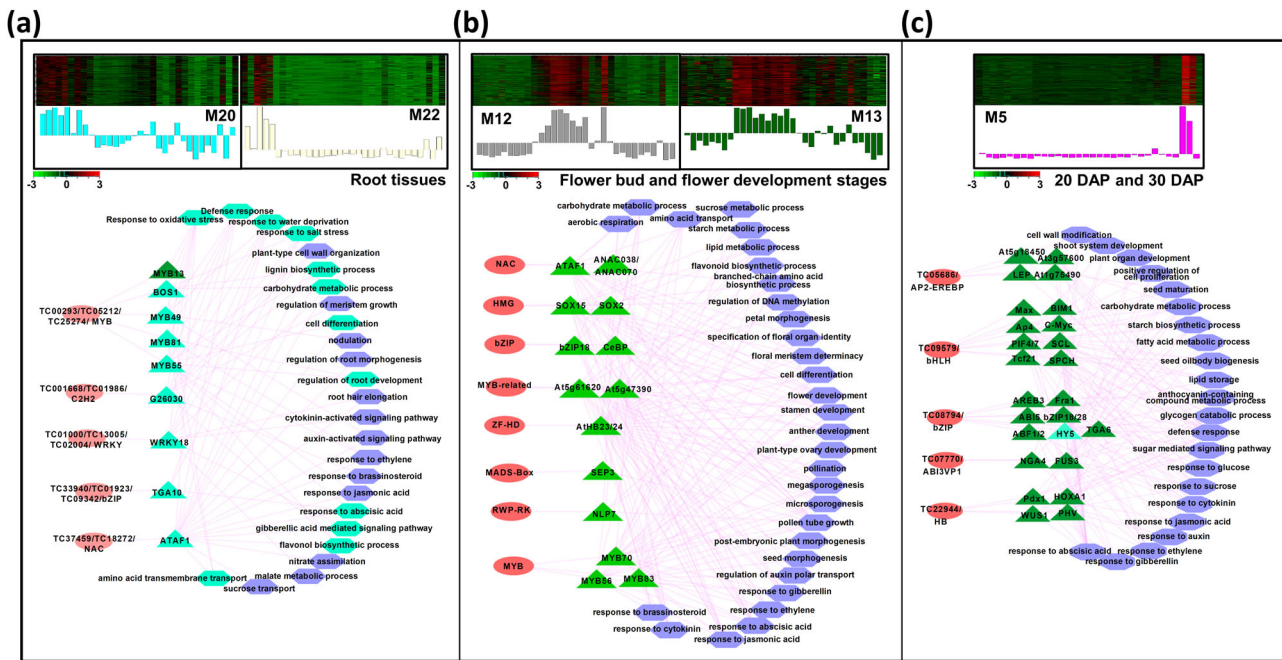 (a)
M20
M22
-3
0
3
Root tissues
Defense response
Response to oxidative stress
response to water deprivation
response to salt stress
plant-type cell wall organization
lignin biosynthetic process
carbohydrate metabolic process
regulation of meristem growth
cell differentiation
nodulation
regulation of root morphogenesis
regulation of root development
root hair elongation
cytokinin-activated signaling pathway
auxin-activated signaling pathway
response to ethylene
response to brassinosteroid
response to jasmonic acid
response to abscisic acid
gibberellic acid mediated signaling pathway
flavonol biosynthetic process
nitrate assimilation
malate metabolic process
amino acid transmembrane transport
sucrose transport
MYB13
BOS1
MYB49
MYB81
MYB55
G26030
WRKY18
TGA10
ATAF1
TC00293/TC05212/
TC25274/ MYB
TC001668/TC01986/
C2H2
TC01000/TC13005/
TC02004/ WRKY
TC33940/TC01923/
TC09342/bZIP
TC37459/TC18272/
NAC
(b)
M12
M13
-3
0
3
Flower bud and flower development stages
carbohydrate metabolic process
sucrose metabolic process
aerobic respiration
amino acid transport
starch metabolic process
lipid metabolic process
flavonoid biosynthetic process
branched-chain amino acid
biosynthetic process
regulation of DNA methylation
petal morphogenesis
specification of floral organ identity
floral meristem determinacy
cell differentiation
flower development
stamen development
anther development
plant-type ovary development
pollination
megasporogenesis
microsporogenesis
pollen tube growth
post-embryonic plant morphogenesis
seed morphogenesis
regulation of auxin polar transport
response to gibberellin
response to ethylene
response to brassinosteroid
response to abscisic acid
response to cytokinin
response to jasmonic acid
NAC
ATAF1
ANAC038/
ANAC070
HMG
SOX15
SOX2
bZIP
bZIP18
CeBP
MYB-related
At5g61620
At5g47390
ZF-HD
AtHB23/24
MADS-Box
SEP3
RWP-RK
NLP7
MYB
MYB70
MYB56
MYB83
(c)
M5
-3
0
3
20 DAP and 30 DAP
cell wall modification
shoot system development
plant organ development
positive regulation of
cell proliferation
seed maturation
carbohydrate metabolic process
starch biosynthetic process
fatty acid metabolic process
seed oilbody biogenesis
lipid storage
anthocyanin-containing
compound metabolic process
glycogen catabolic process
defense response
sugar mediated signaling pathway
response to glucose
response to sucrose
response to cytokinin
response to jasmonic acid
response to auxin
response to ethylene
response to abscisic acid
response to gibberellin
TC05686/
AP2-EREBP
At5g18450
At3g57600
LEP
At1g75490
TC09579/
bHLH
Max
BIM1
Ap4
C-Myc
PIF4/7
SCL
Tcf21
SPCH
TC08794/
bZIP
AREB3
Fra1
ABI5
bZIP18/28
ABF1/2
HY5
TGA6
TC07770/
ABI3VP1
NGA4
FUS3
TC22944/
HB
Pdx1
HOXA1
WUS1
PHV